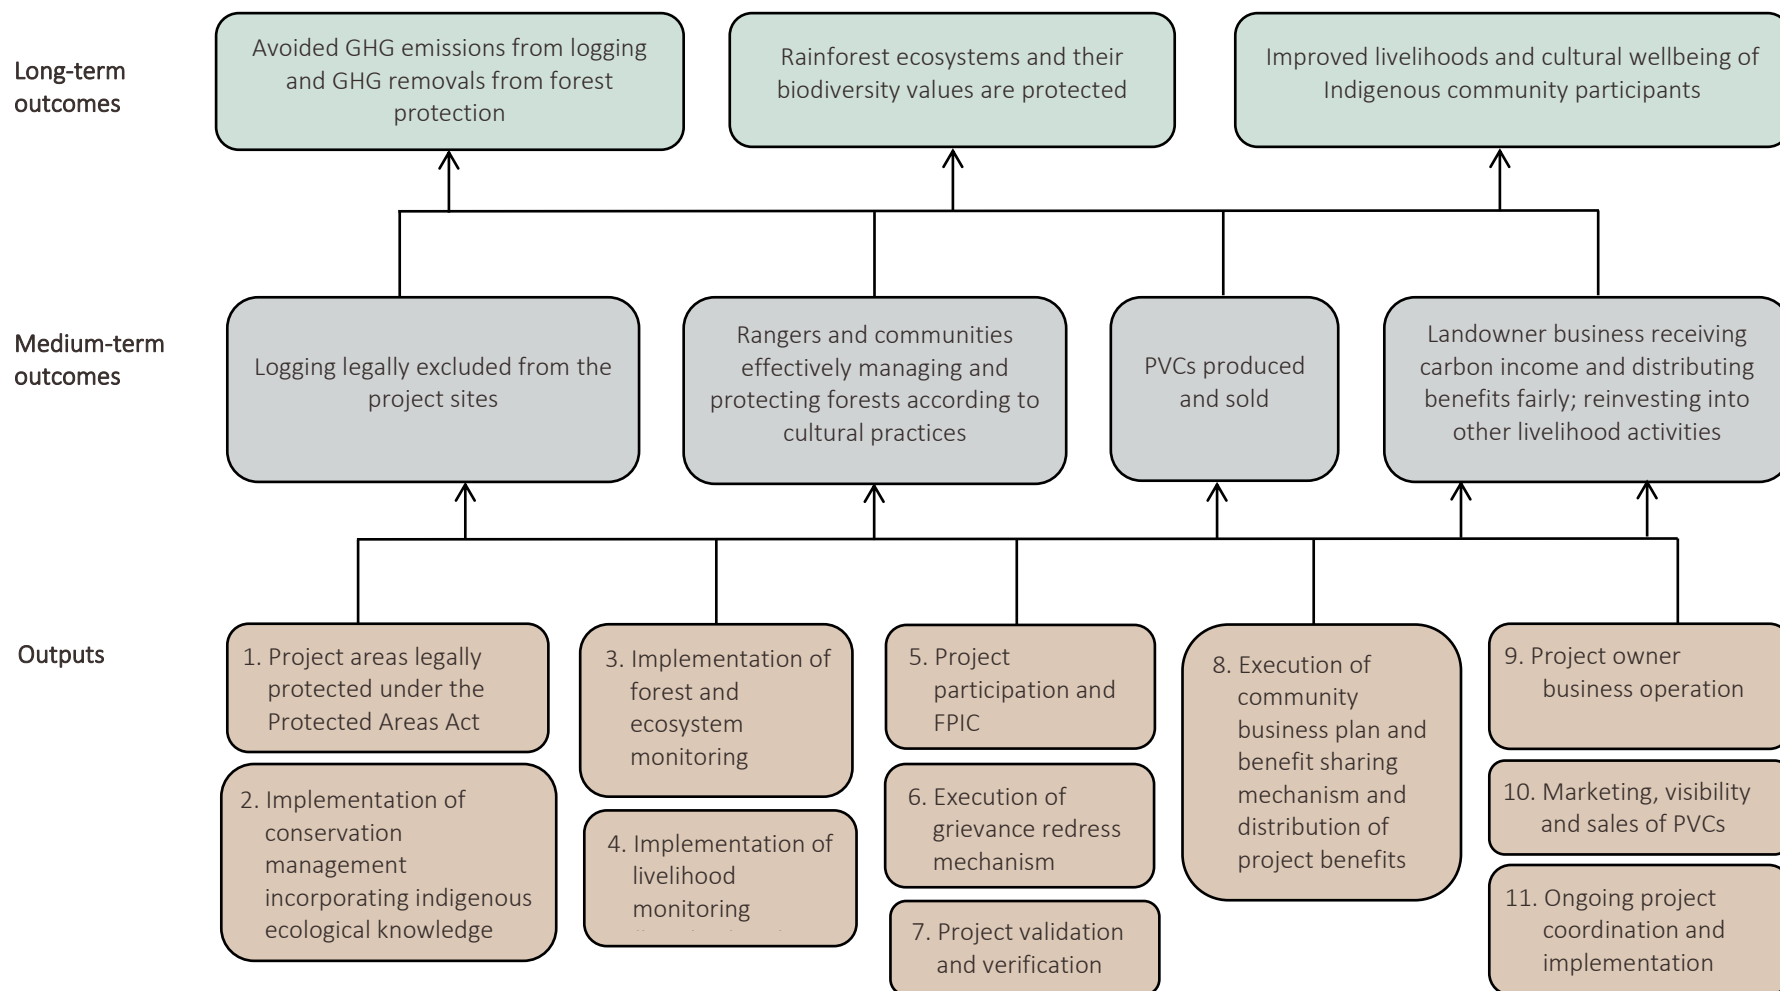 Long-term
outcomes
Avoided GHG emissions from logging
and GHG removals from forest
protection
Rainforest ecosystems and their
biodiversity values are protected
Improved livelihoods and cultural wellbeing of
Indigenous community participants
Medium-term
outcomes
Logging legally excluded from the
project sites
Rangers and communities
effectively managing and
protecting forests according to
cultural practices
PVCs produced
and sold
Landowner business receiving
carbon income and distributing
benefits fairly; reinvesting into
other livelihood activities
Outputs
1. Project areas legally
protected under the
Protected Areas Act
2. Implementation of
conservation
management
incorporating indigenous
ecological knowledge
3. Implementation of
forest and
ecosystem
monitoring
4. Implementation of
livelihood
monitoring
5. Project
participation and
FPIC
6. Execution of
grievance redress
mechanism
7. Project validation
and verification
8. Execution of
community
business plan and
benefit sharing
mechanism and
distribution of
project benefits
9. Project owner
business operation
10. Marketing, visibility
and sales of PVCs
11. Ongoing project
coordination and
implementation